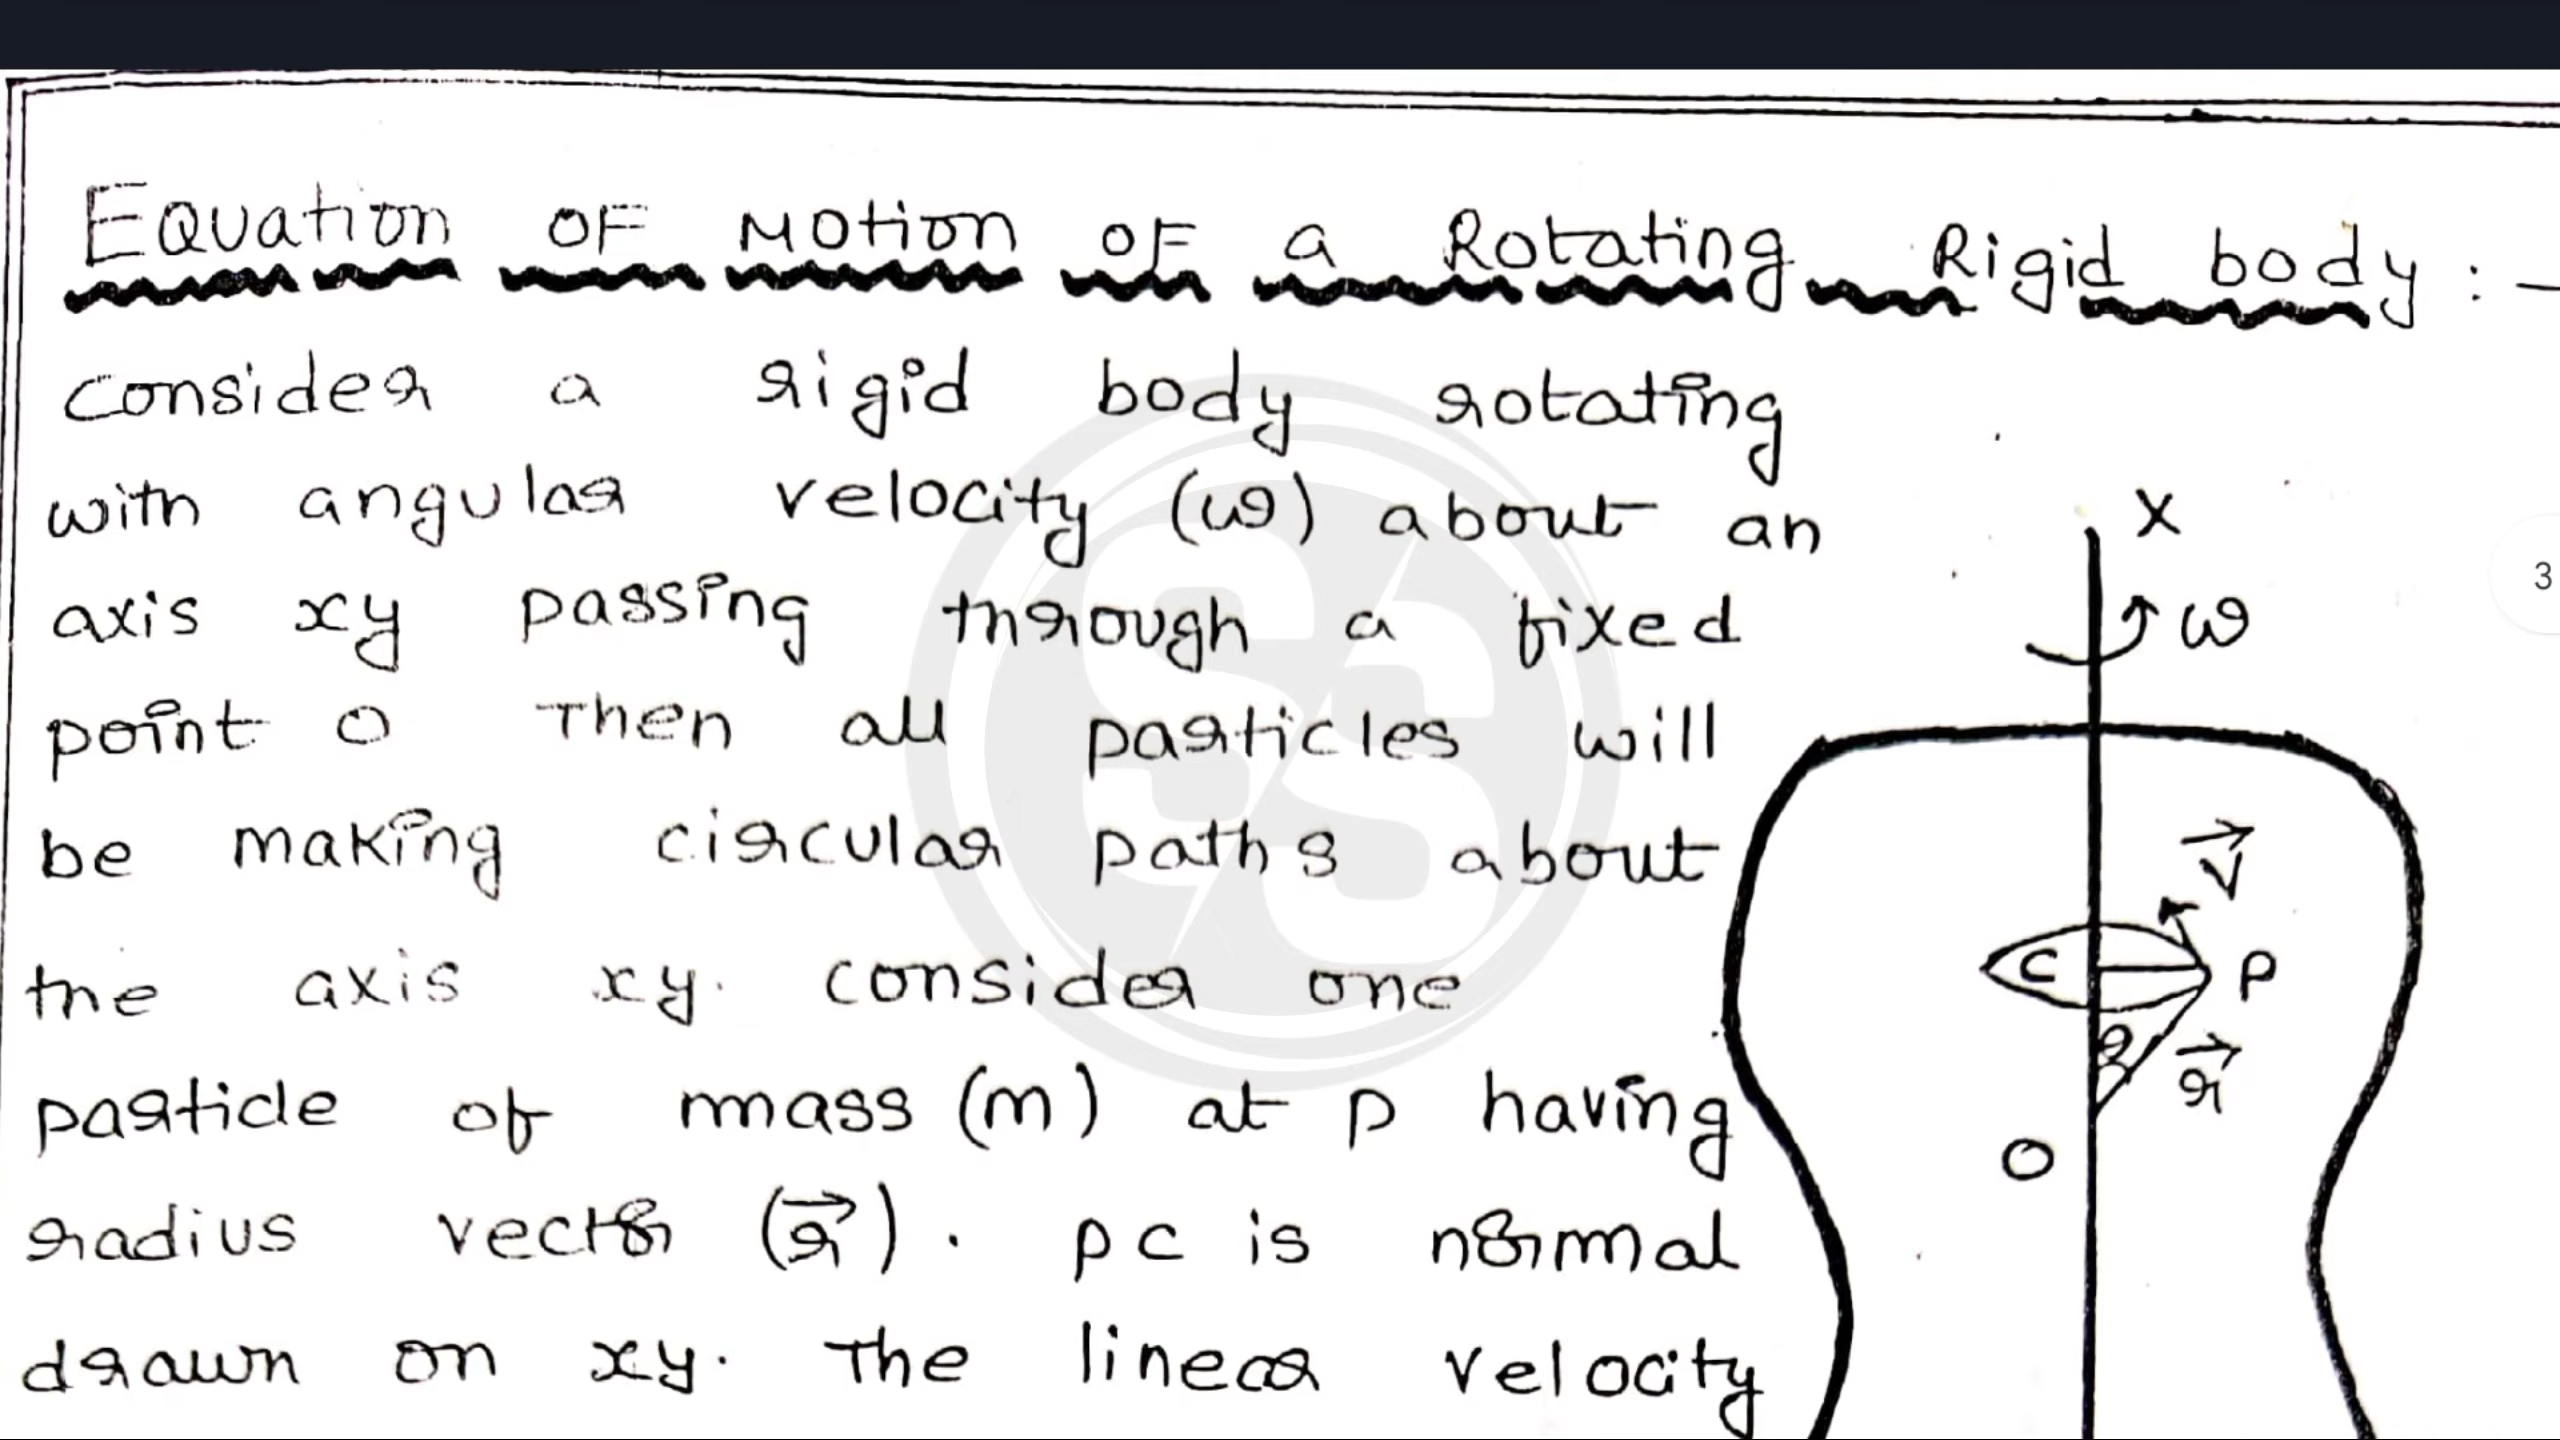 Equation OF Motion OF a Rotating Rigid body : -
Consider a rigid body rotating
with angular velocity (ω) about an
axis xy passing through a fixed
point O Then all particles will
be making circular paths about
the axis xy. consider one
particle of mass (m) at P having
radius vector (r⃗). PC is normal
drawn on xy. The linear velocity
X
ω
V⃗
C
P
θ
r⃗
O
3